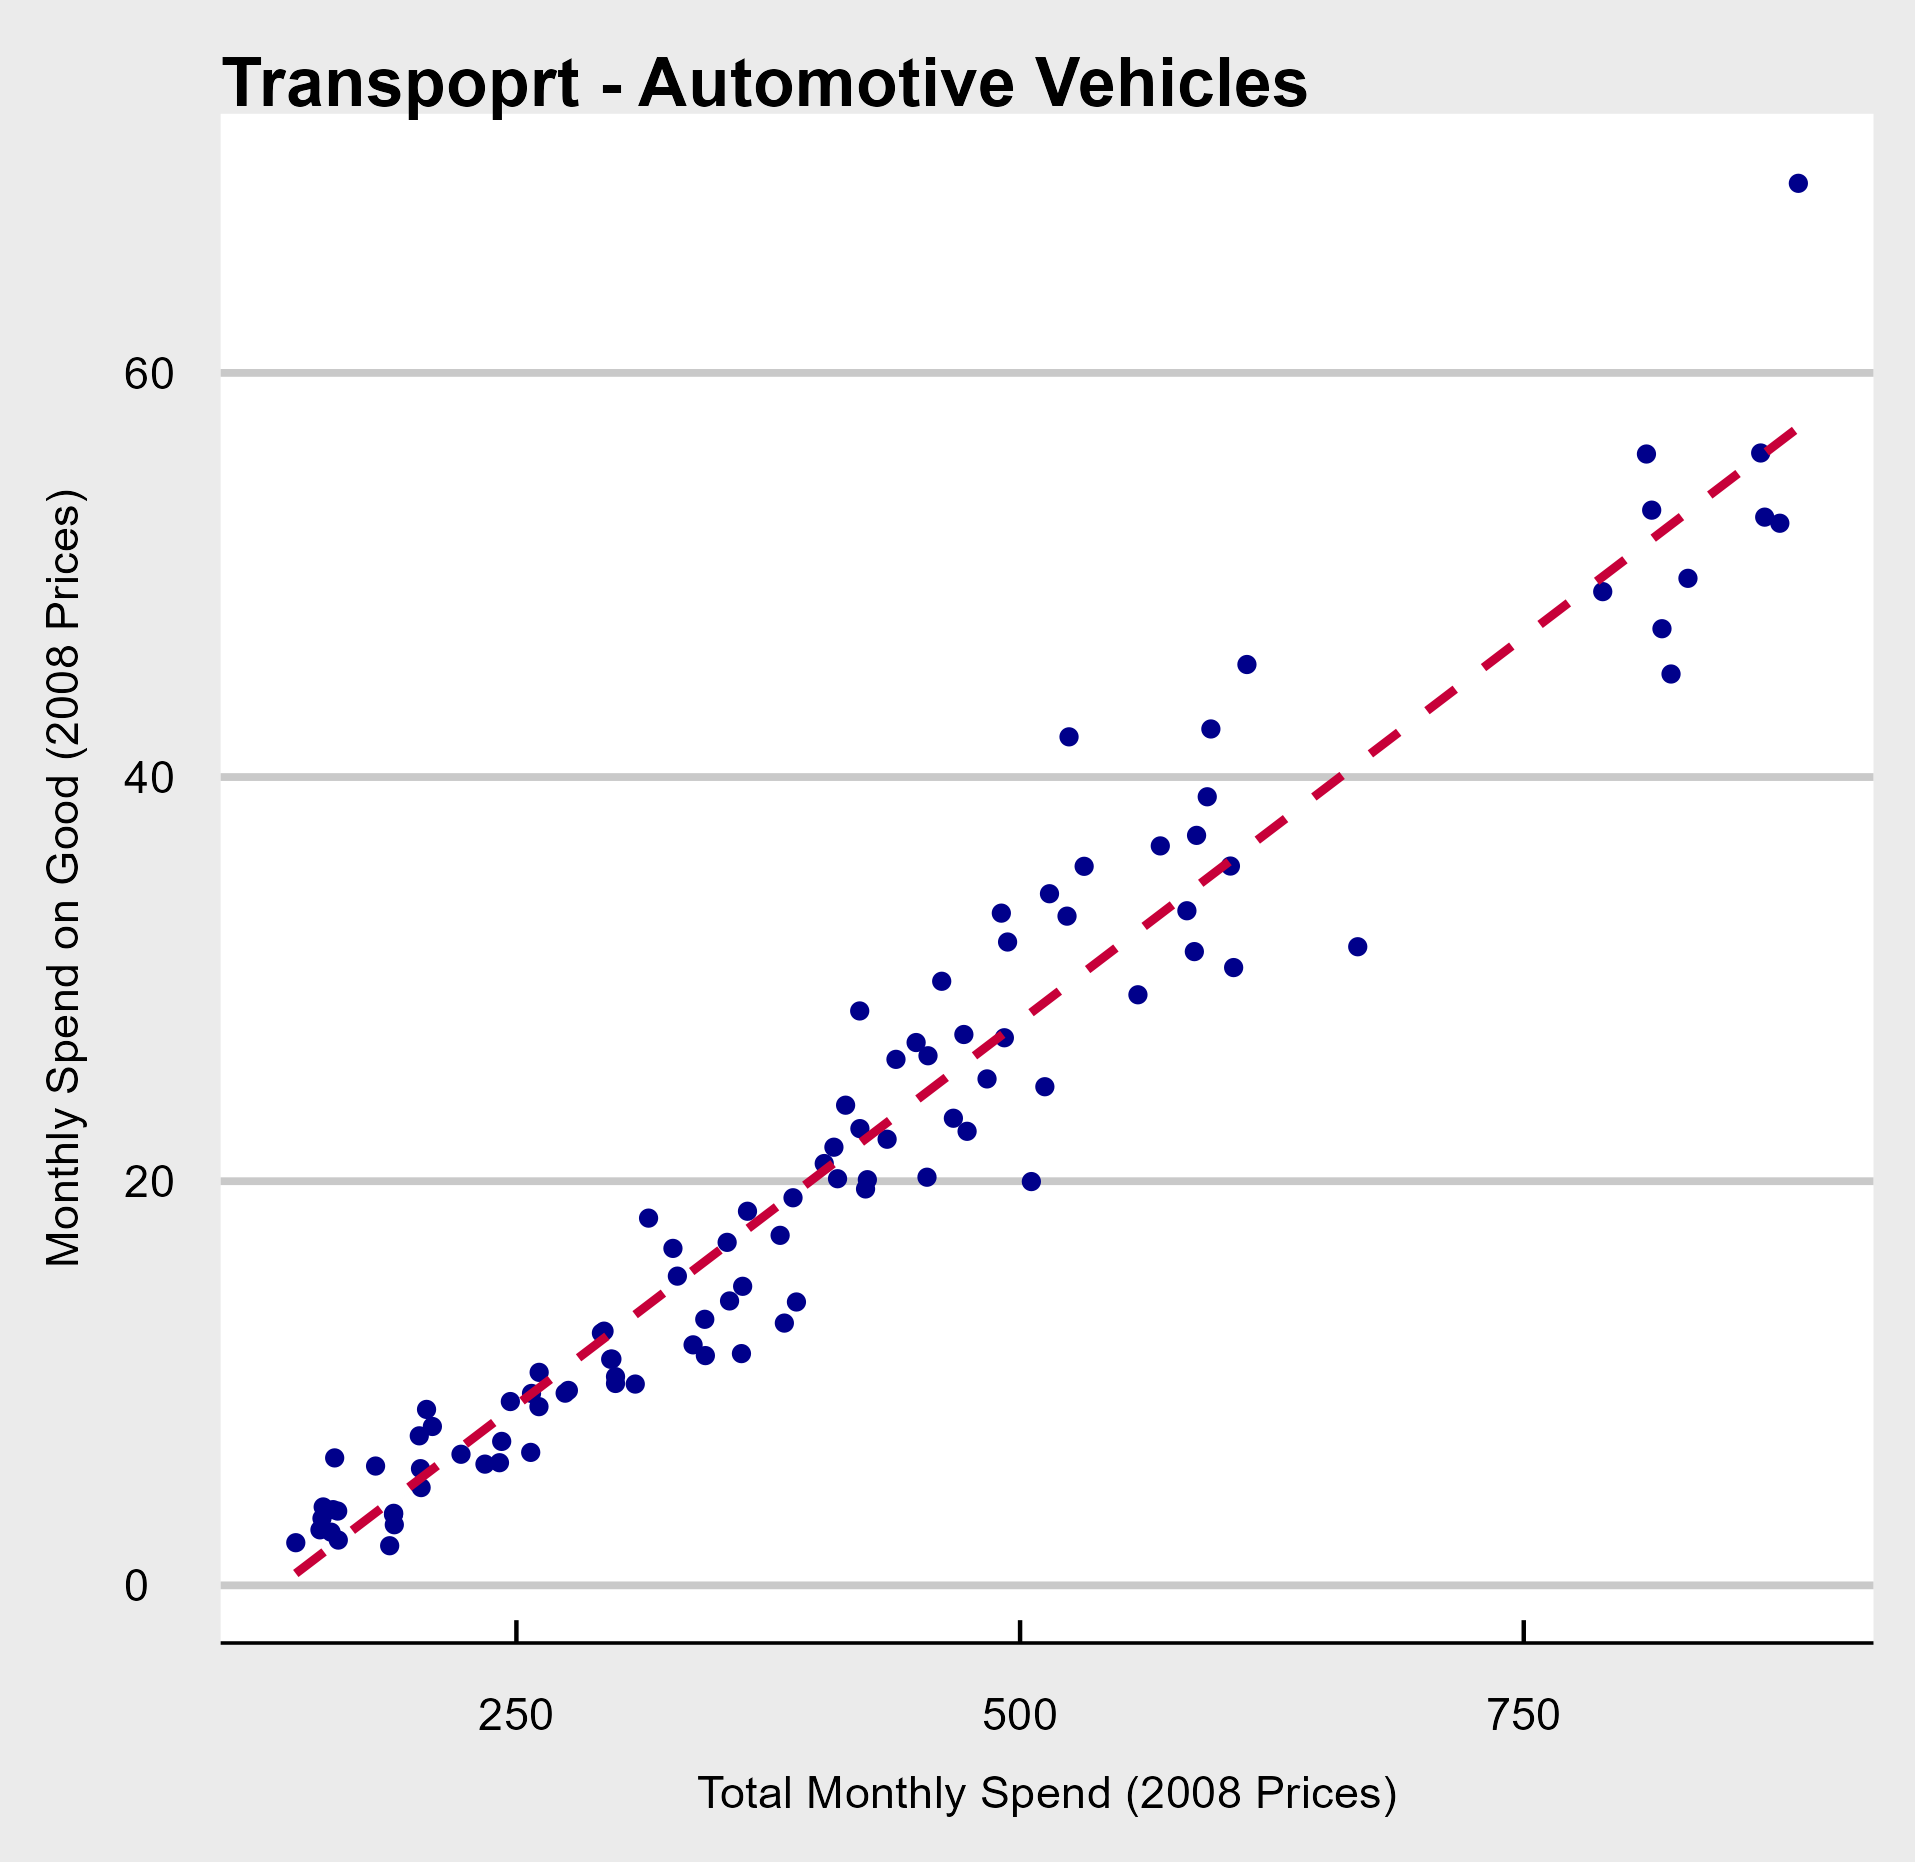 Transpoprt - Automotive Vehicles
60
40
20
0
Monthly Spend on Good (2008 Prices)
250 500 750
Total Monthly Spend (2008 Prices)